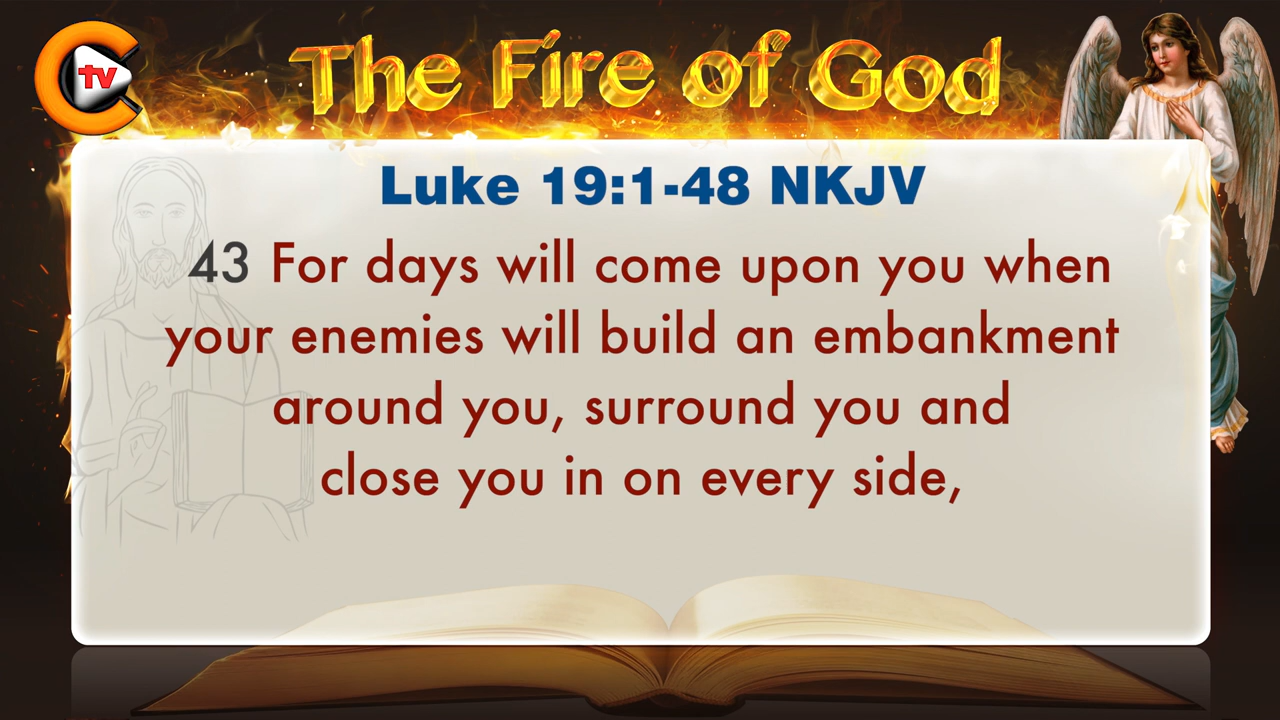 tv
The Fire of God
Luke 19:1-48 NKJV
43 For days will come upon you when
your enemies will build an embankment
around you, surround you and
close you in on every side,